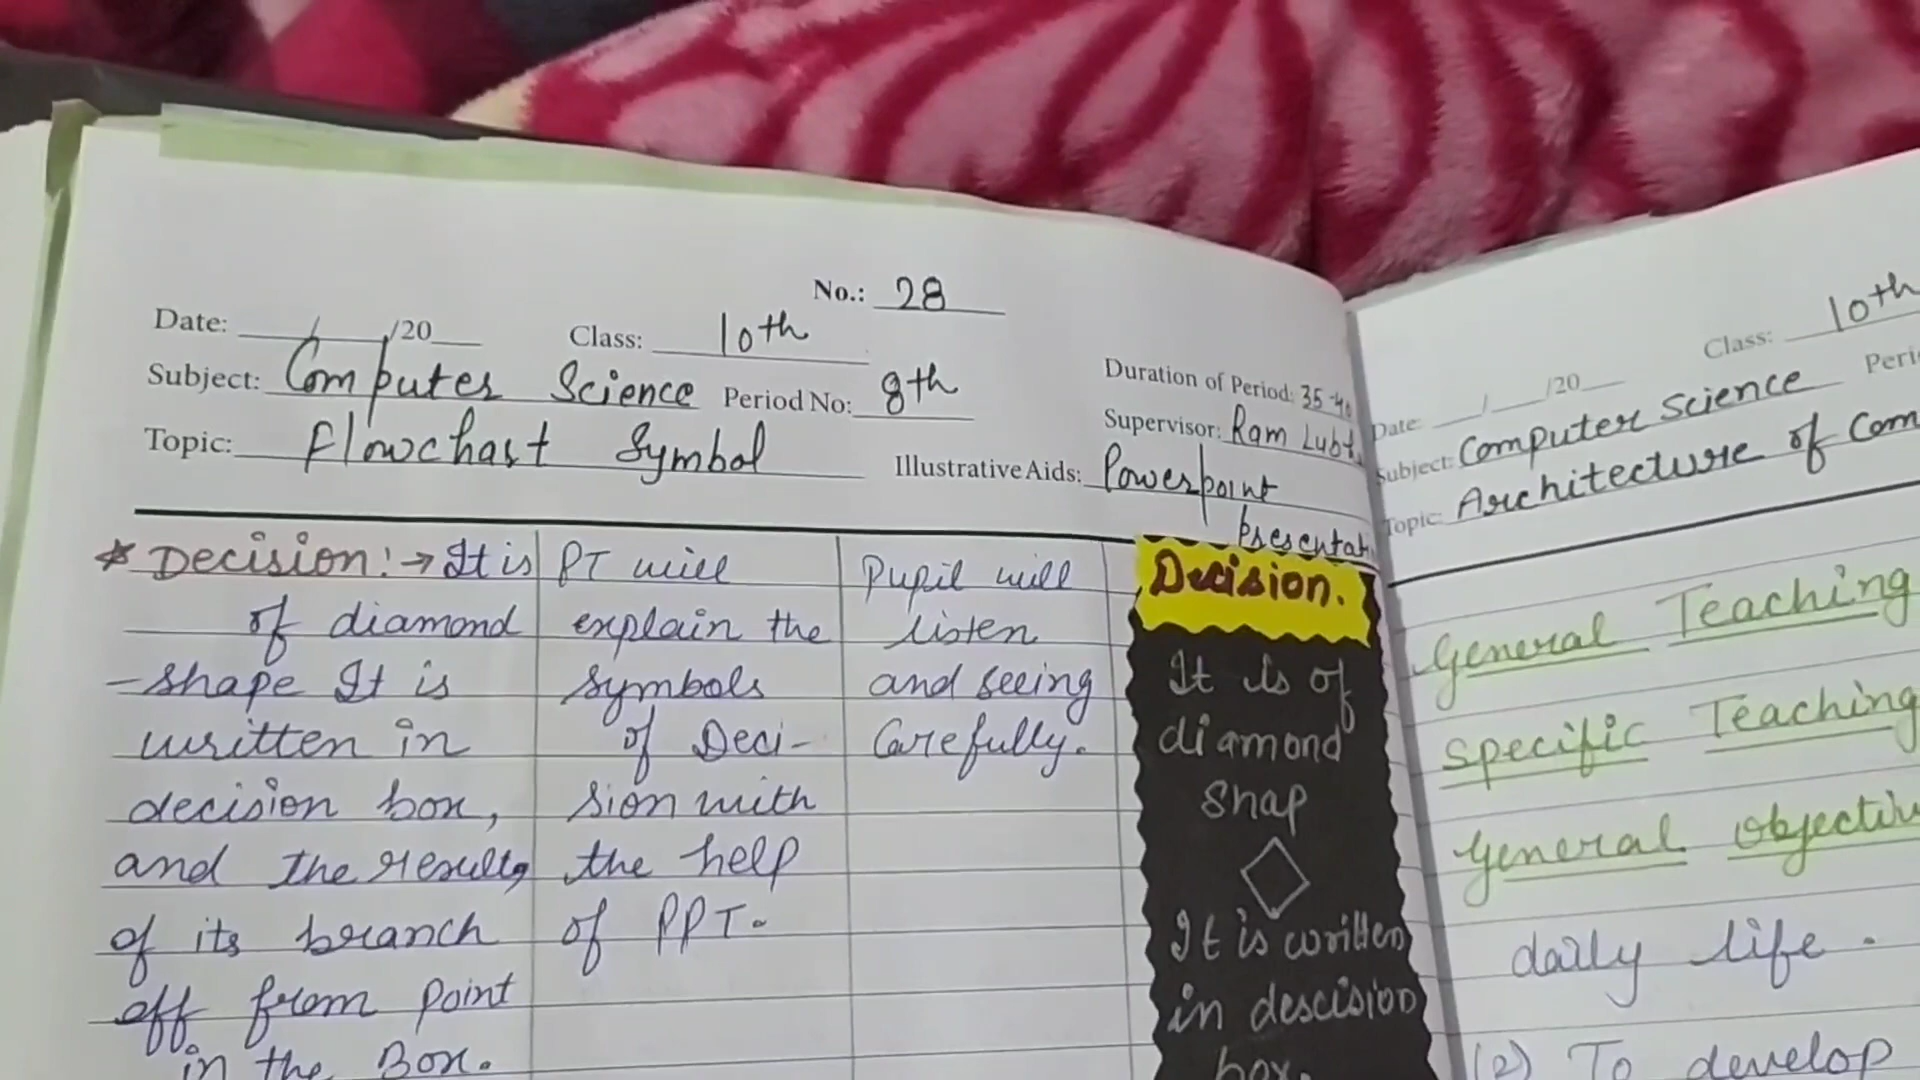 No.: 28
Date: / /20 Class: 10th
Subject: Computer Science Period No: 8th
Topic: Flowchart Symbol
Duration of Period: 35-40
Supervisor: Ram Lubt
Illustrative Aids: Powerpoint
Presentat
* Decision:→ It is
of diamond
-shape It is
written in
decision box,
and the results
of its branch
off from point
in the Box.
PT will
explain the
symbols
of Deci-
sion with
the help
of PPT.
Pupil will
listen
and seeing
Carefully.
Decision.
It is of
diamond
shap
It is written
in descision
box.
Class: 10th
Date: / /20 Peri
Subject: Computer Science
Topic: Architecture of Com
General Teaching
Specific Teaching
General Objectiv
daily life.
(2) To develop